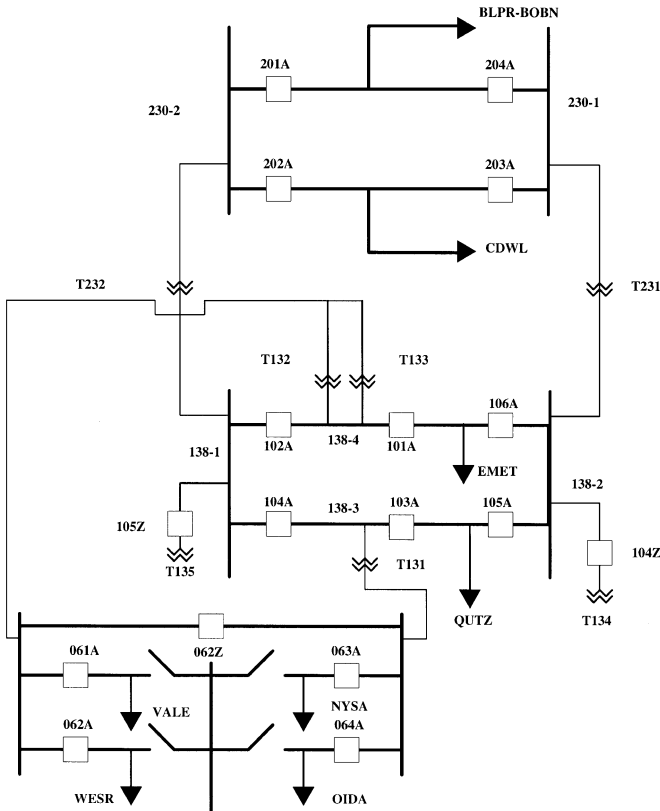 BLPR-BOBN
201A
204A
230-2
230-1
202A
203A
CDWL
T232
T231
T132
T133
106A
102A
138-4
101A
138-1
EMET
138-2
104A
138-3
103A
105A
105Z
104Z
T135
T131
QUTZ
T134
061A
062Z
063A
VALE
NYSA
062A
064A
WESR
OIDA